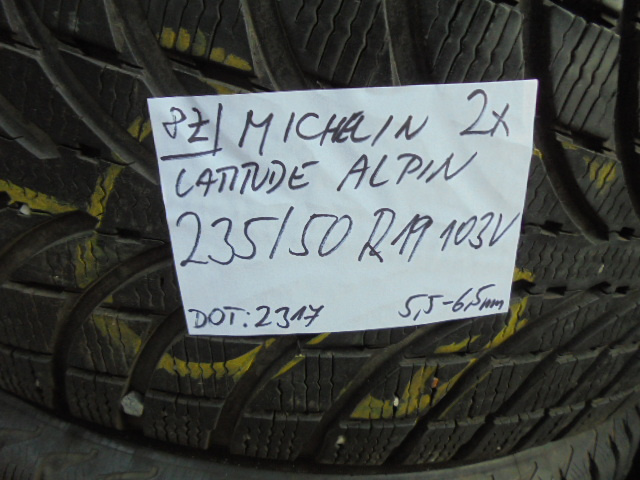 8Z MICHELIN 2x
LATITUDE ALPIN
235/50 R19 103V
DOT: 2317 5,5-6,5mm